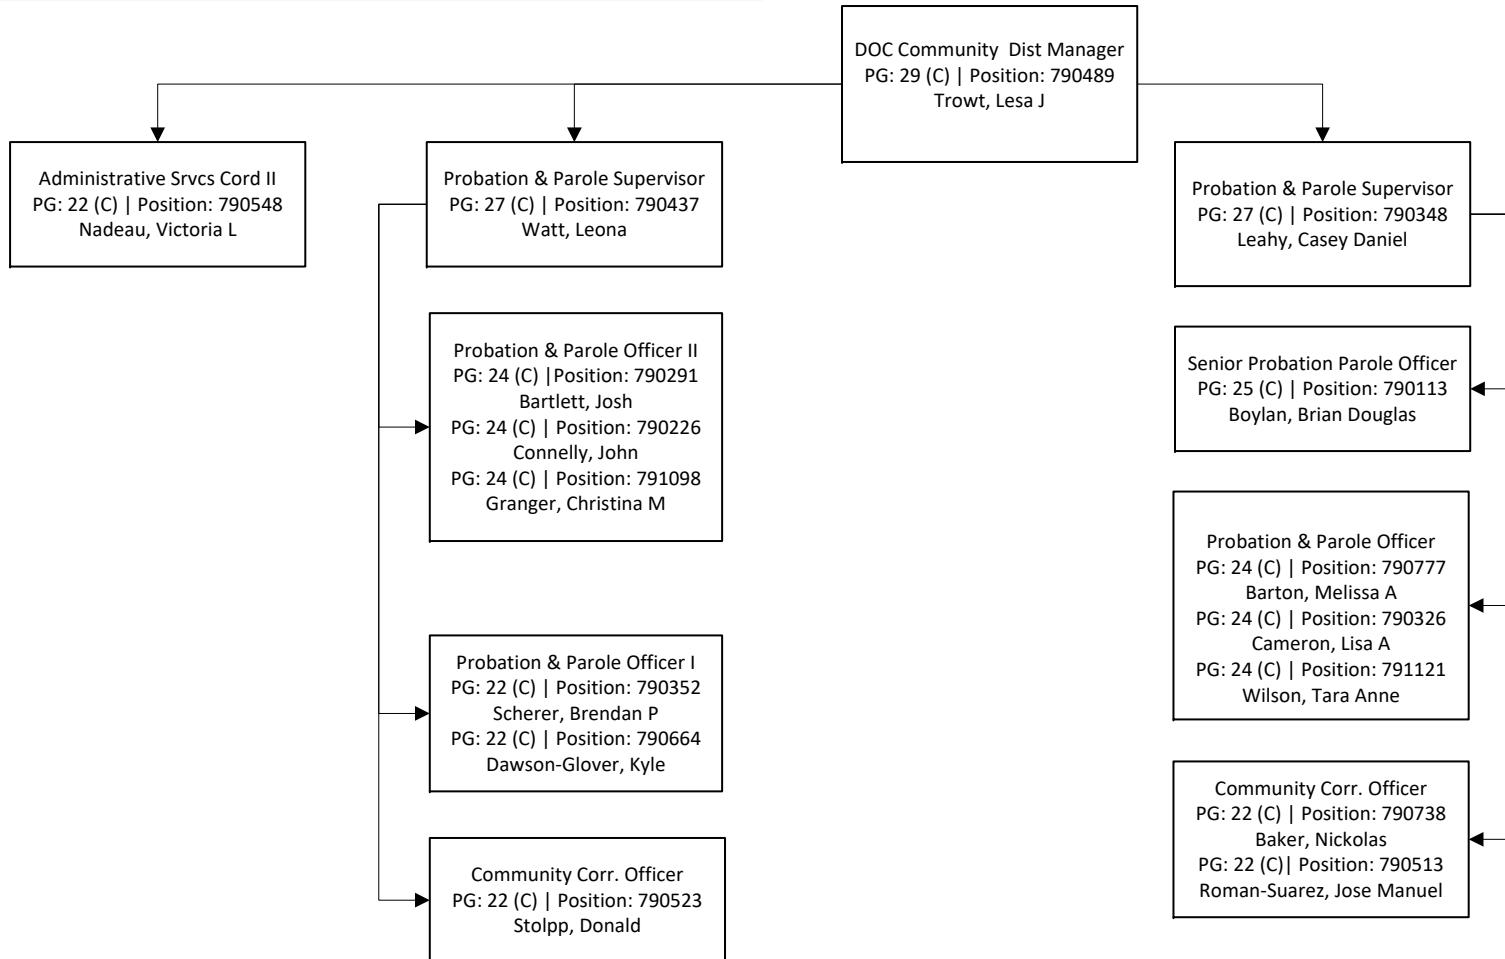 DOC Community  Dist Manager
PG: 29 (C) | Position: 790489
Trowt, Lesa J
Administrative Srvcs Cord II
PG: 22 (C) | Position: 790548
Nadeau, Victoria L
Probation & Parole Supervisor
PG: 27 (C) | Position: 790437
Watt, Leona
Probation & Parole Officer II
PG: 24 (C) |Position: 790291
Bartlett, Josh
PG: 24 (C) | Position: 790226
Connelly, John
PG: 24 (C) | Position: 791098
Granger, Christina M
Probation & Parole Officer I
PG: 22 (C) | Position: 790352
Scherer, Brendan P
PG: 22 (C) | Position: 790664
Dawson-Glover, Kyle
Community Corr. Officer
PG: 22 (C) | Position: 790523
Stolpp, Donald
Probation & Parole Supervisor
PG: 27 (C) | Position: 790348
Leahy, Casey Daniel
Senior Probation Parole Officer
PG: 25 (C) | Position: 790113
Boylan, Brian Douglas
Probation & Parole Officer
PG: 24 (C) | Position: 790777
Barton, Melissa A
PG: 24 (C) | Position: 790326
Cameron, Lisa A
PG: 24 (C) | Position: 791121
Wilson, Tara Anne
Community Corr. Officer
PG: 22 (C) | Position: 790738
Baker, Nickolas
PG: 22 (C)| Position: 790513
Roman-Suarez, Jose Manuel